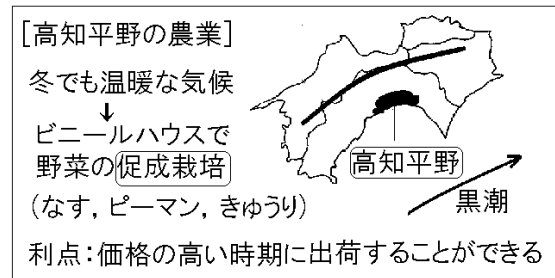 [高知平野の農業]
冬でも温暖な気候
↓
ビニールハウスで
野菜の促成栽培
(なす，ピーマン，きゅうり)
高知平野
黒潮
利点：価格の高い時期に出荷することができる